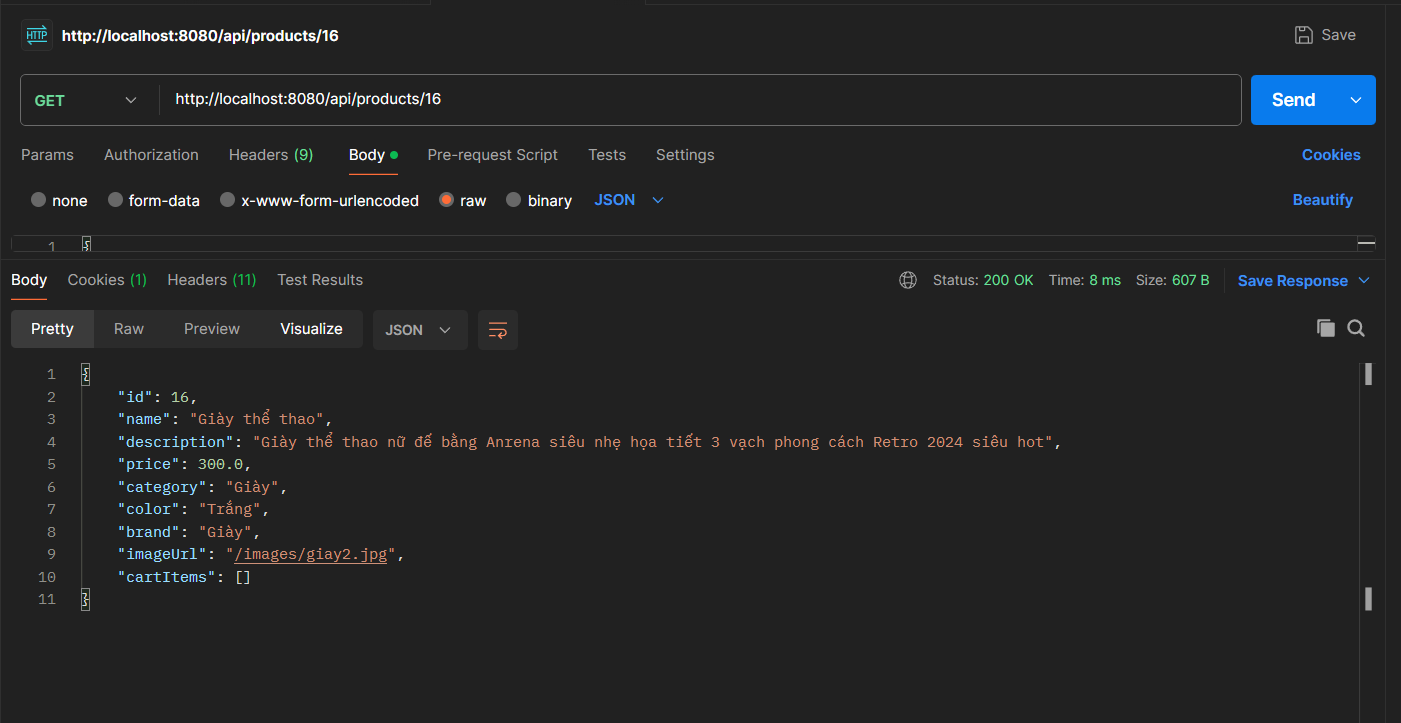 HTTP http://localhost:8080/api/products/16 Save
GET http://localhost:8080/api/products/16 Send
Params Authorization Headers (9) Body Pre-request Script Tests Settings Cookies
none form-data x-www-form-urlencoded raw binary JSON Beautify
1 {
Body Cookies (1) Headers (11) Test Results Status: 200 OK Time: 8 ms Size: 607 B Save Response
Pretty Raw Preview Visualize JSON
1 {
2 "id": 16,
3 "name": "Giày thể thao",
4 "description": "Giày thể thao nữ đế bằng Anrena siêu nhẹ họa tiết 3 vạch phong cách Retro 2024 siêu hot",
5 "price": 300.0,
6 "category": "Giày",
7 "color": "Trắng",
8 "brand": "Giày",
9 "imageUrl": "/images/giay2.jpg",
10 "cartItems": []
11 }